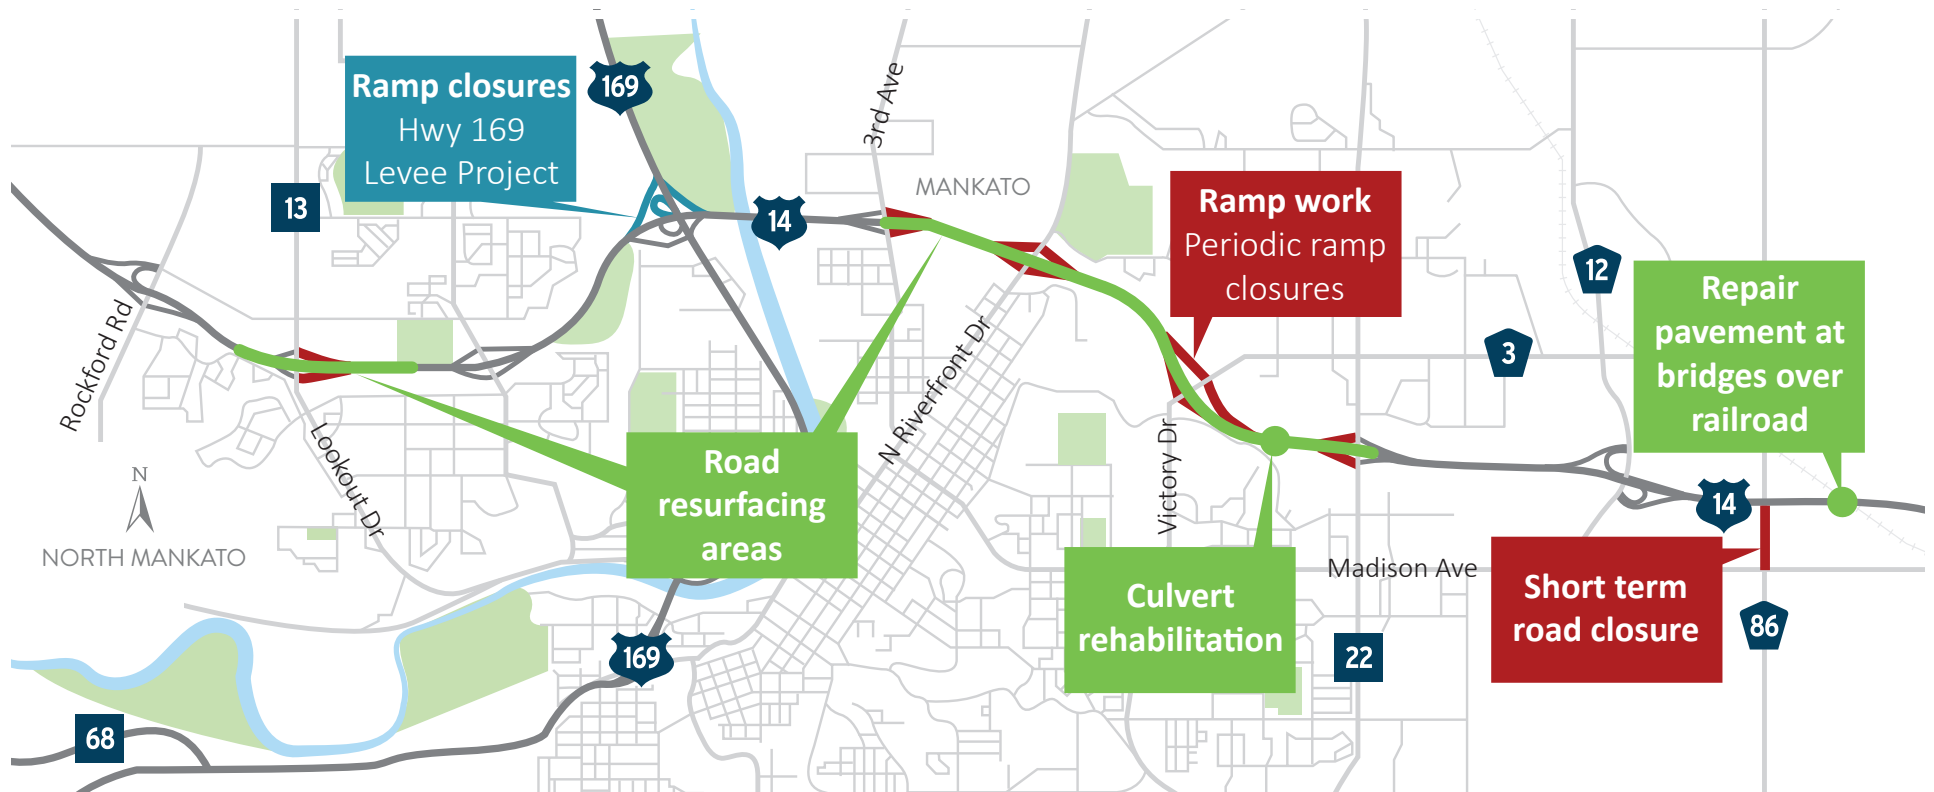 Ramp closures
Hwy 169
Levee Project
169
3rd Ave
MANKATO
13
14
Ramp work
Periodic ramp
closures
12
Repair
pavement at
bridges over
railroad
Rockford Rd
3
N Riverfront Dr
Lookout Dr
Victory Dr
Road
resurfacing
areas
N
NORTH MANKATO
14
Madison Ave
Culvert
rehabilitation
Short term
road closure
86
169
22
68